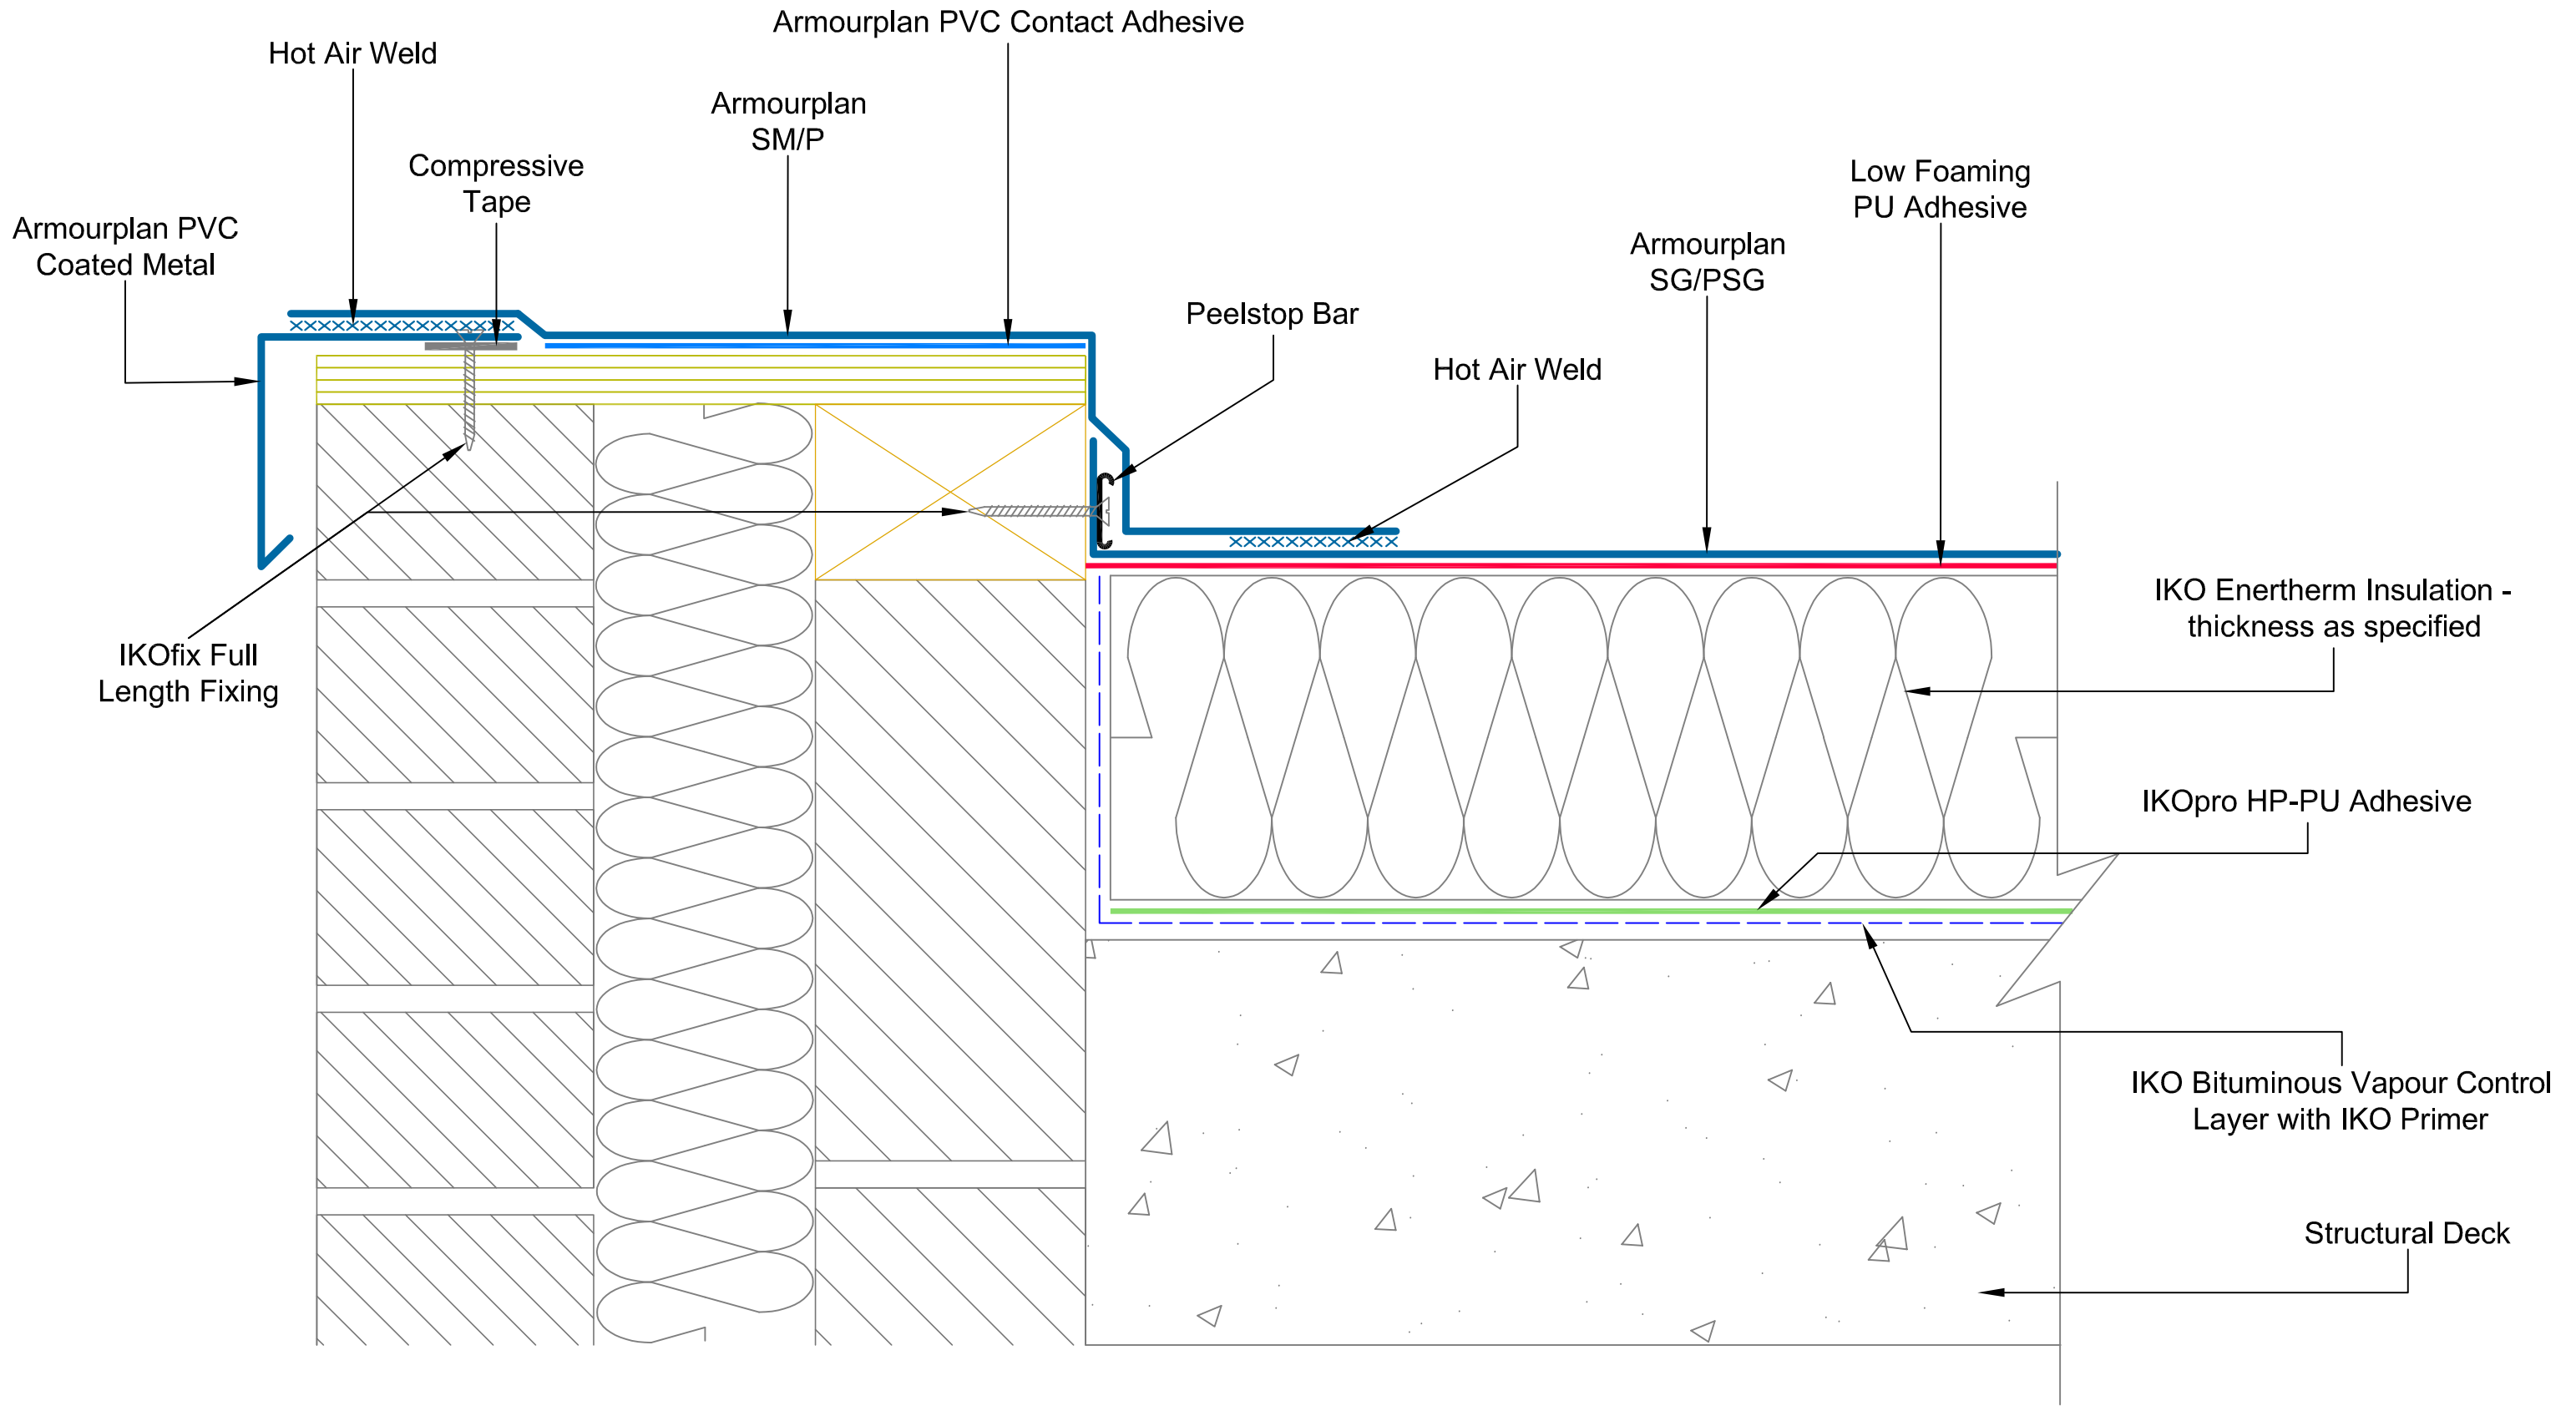 Armourplan PVC Contact Adhesive
Hot Air Weld
Armourplan
SM/P
Compressive
Tape
Low Foaming
PU Adhesive
Armourplan PVC
Coated Metal
Armourplan
SG/PSG
Peelstop Bar
Hot Air Weld
IKO Enertherm Insulation -
thickness as specified
IKOfix Full
Length Fixing
IKOpro HP-PU Adhesive
IKO Bituminous Vapour Control
Layer with IKO Primer
Structural Deck